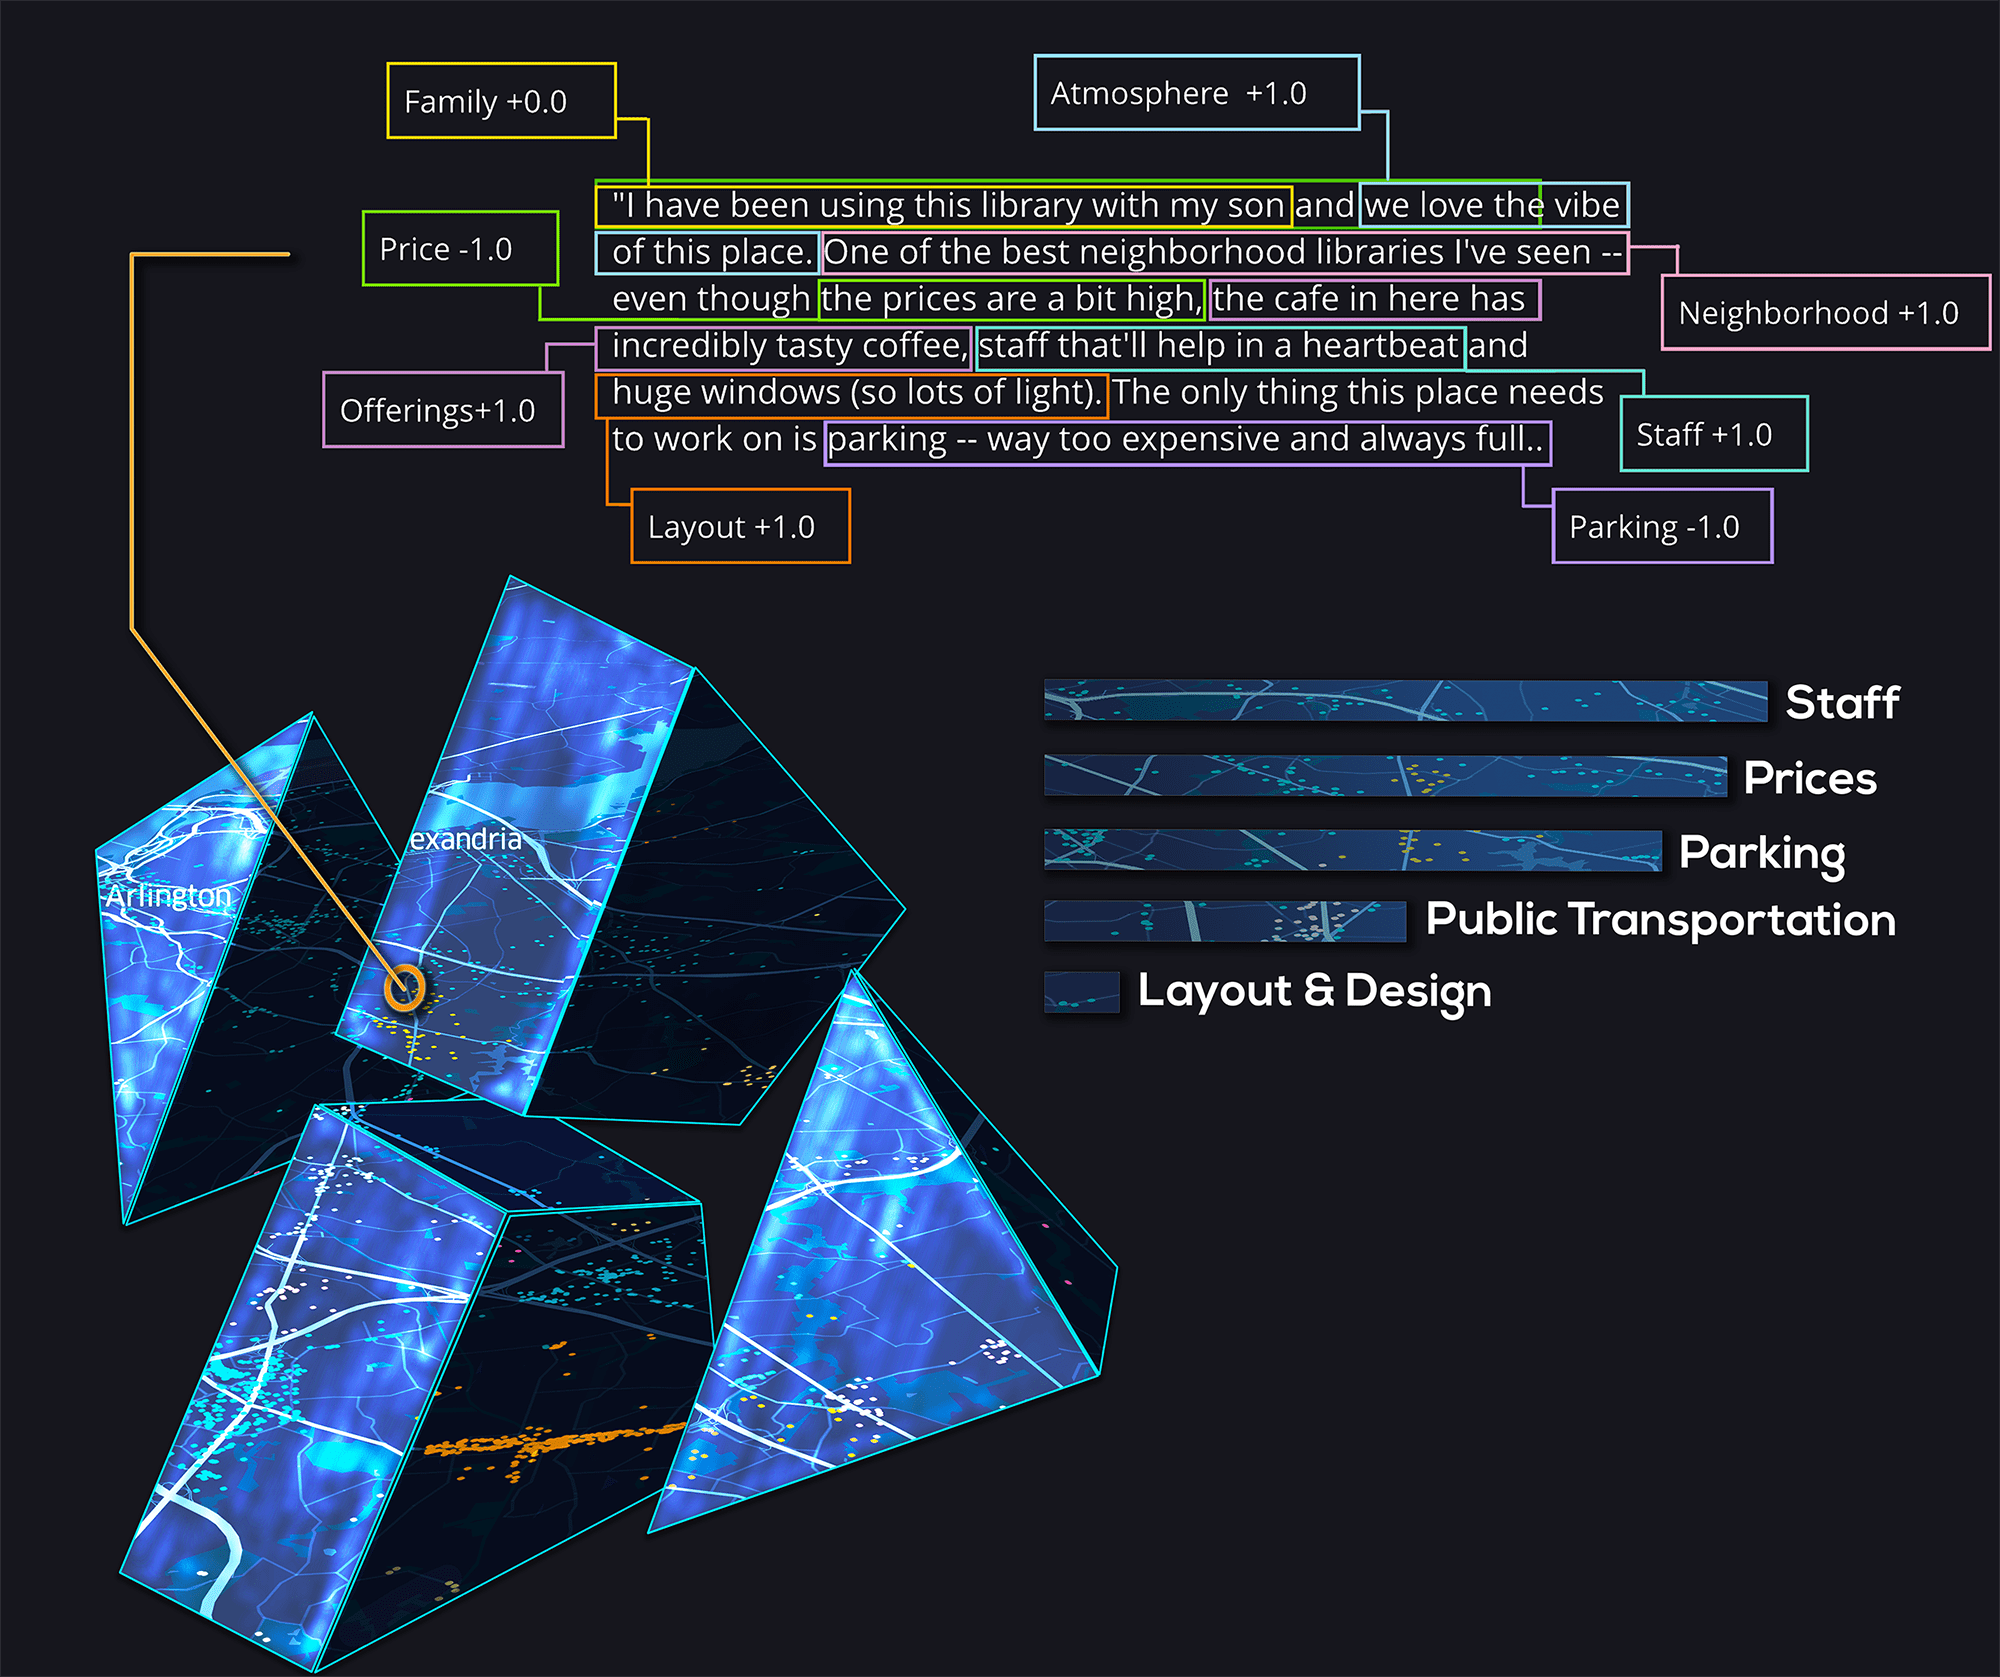 Family +0.0
Atmosphere +1.0
"I have been using this library with my son and we love the vibe
of this place. One of the best neighborhood libraries I've seen --
even though the prices are a bit high, the cafe in here has
incredibly tasty coffee, staff that'll help in a heartbeat and
huge windows (so lots of light). The only thing this place needs
to work on is parking -- way too expensive and always full..
Price -1.0
Neighborhood +1.0
Offerings+1.0
Staff +1.0
Layout +1.0
Parking -1.0
exandria
Arlington
Staff
Prices
Parking
Public Transportation
Layout & Design